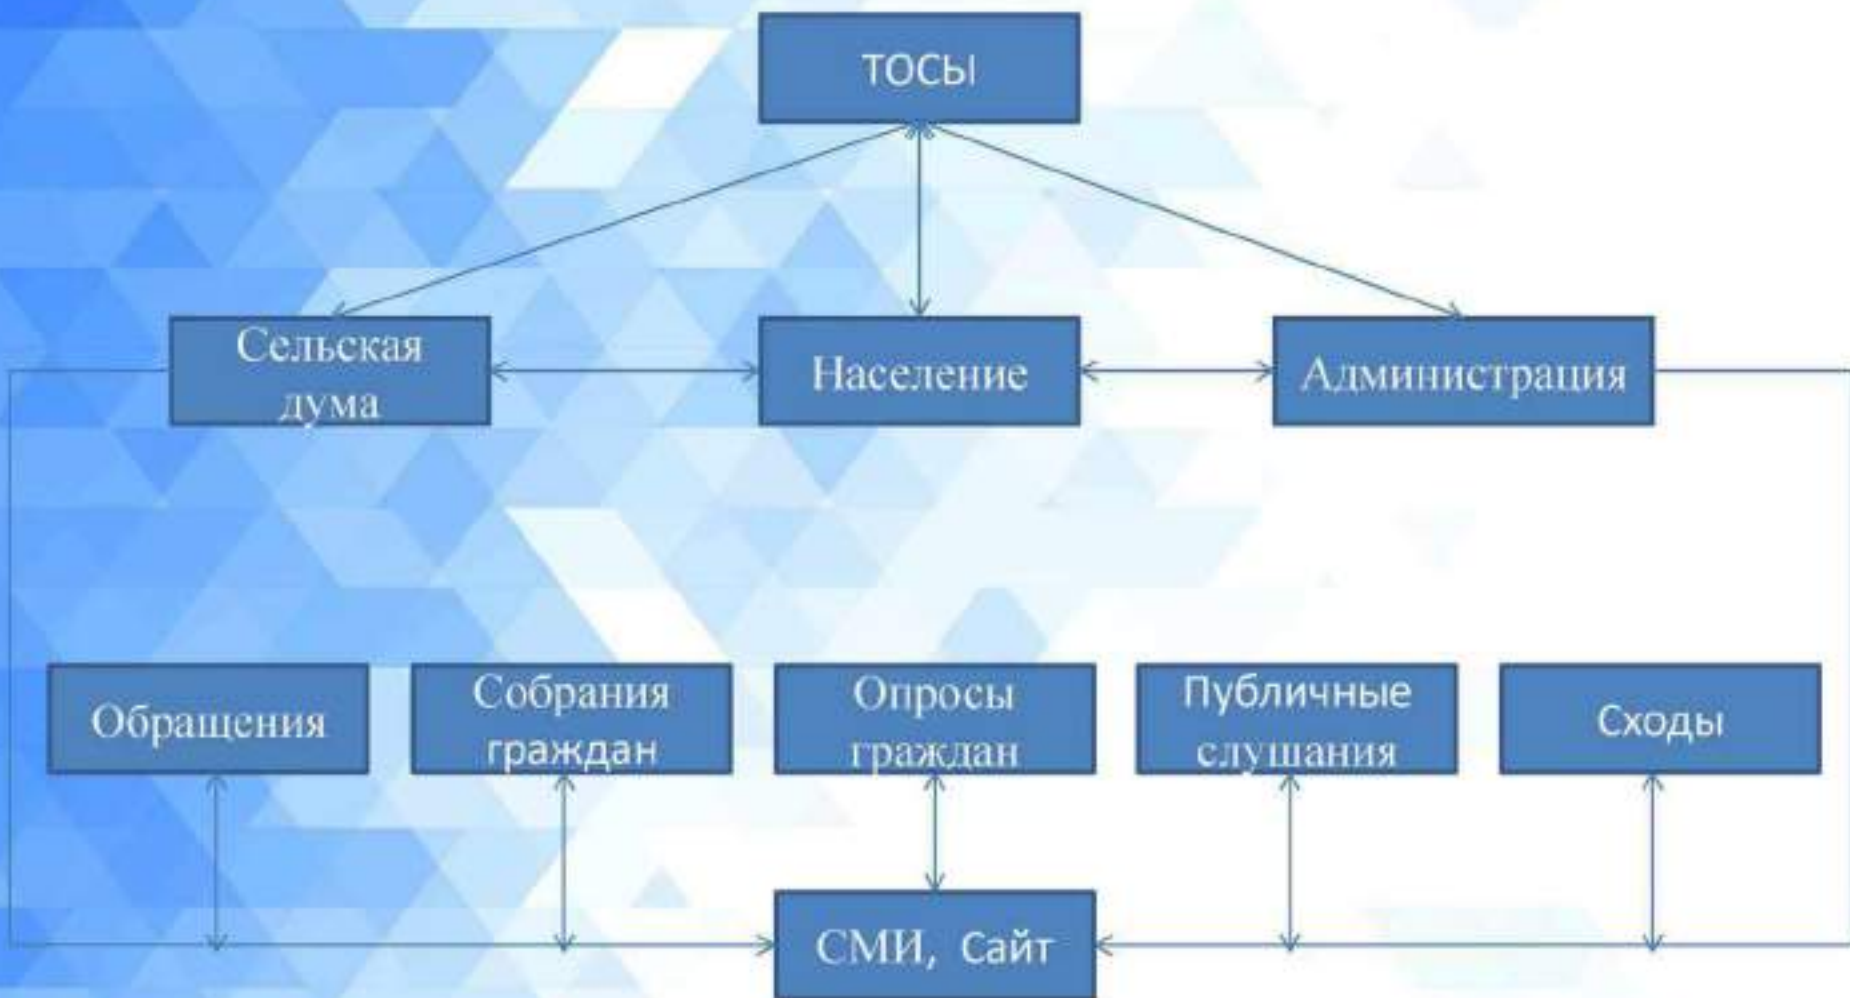 ТОСЫ
Сельская
дума
Население
Администрация
Обращения
Собрания
граждан
Опросы
граждан
Публичные
слушания
Сходы
СМИ, Сайт